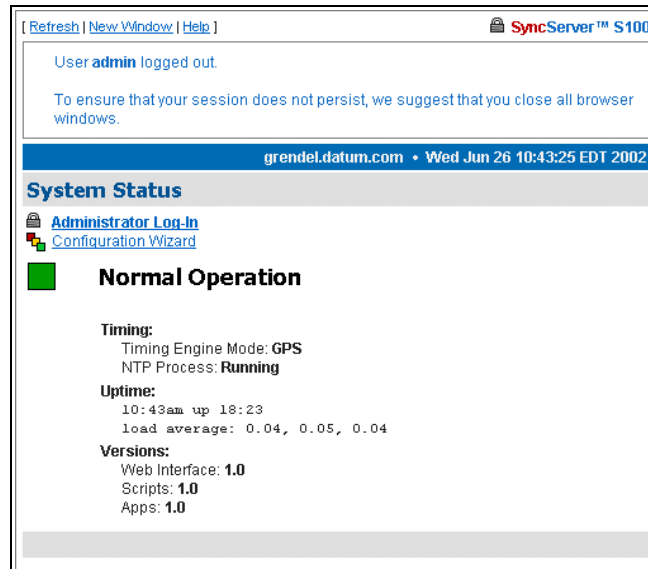 [ Refresh | New Window | Help ] SyncServer™ S100
User admin logged out.
To ensure that your session does not persist, we suggest that you close all browser
windows.
grendel.datum.com • Wed Jun 26 10:43:25 EDT 2002
System Status
Administrator Log-In
Configuration Wizard
Normal Operation
Timing:
Timing Engine Mode: GPS
NTP Process: Running
Uptime:
10:43am up 18:23
load average: 0.04, 0.05, 0.04
Versions:
Web Interface: 1.0
Scripts: 1.0
Apps: 1.0